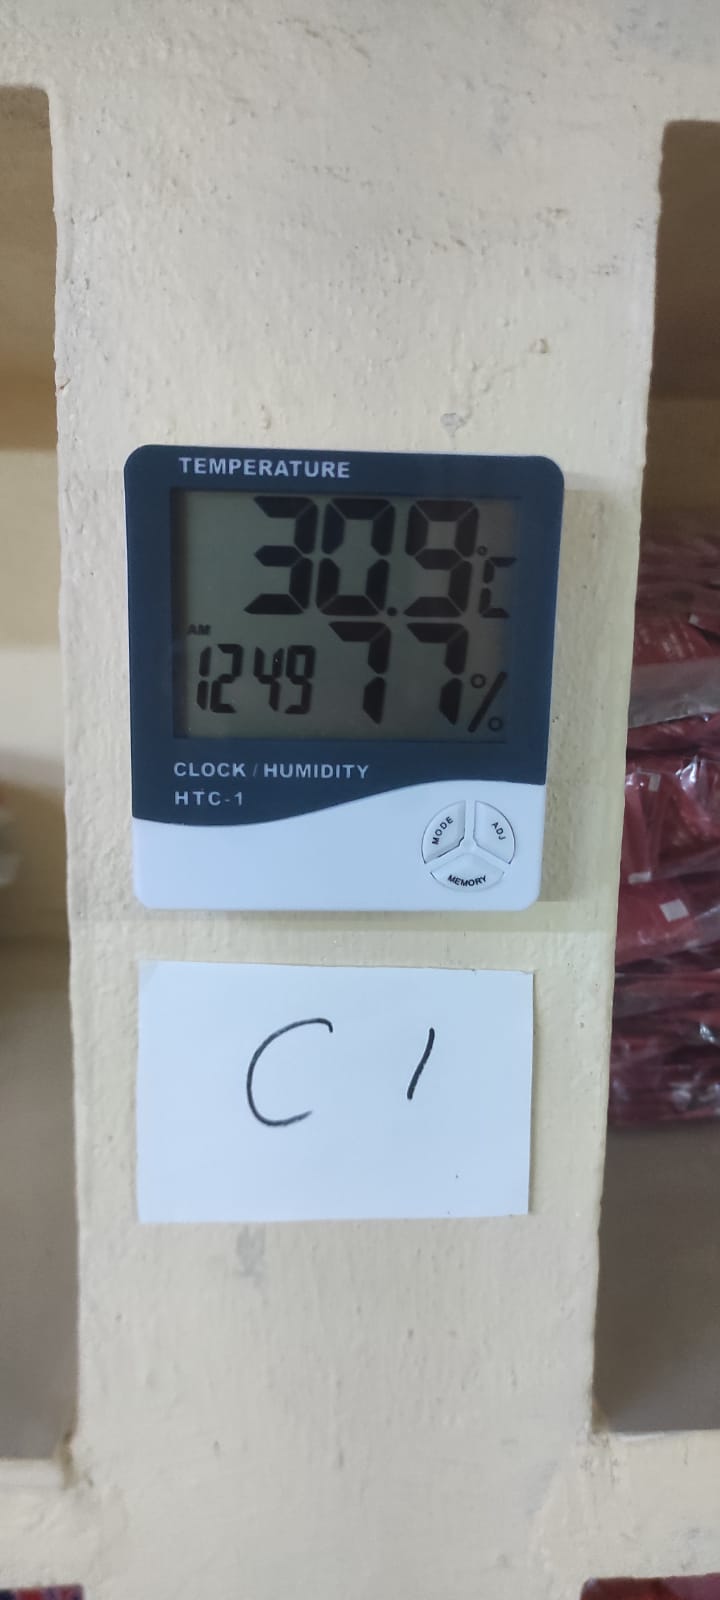 TEMPERATURE
30.9°C
AM
12 49 77%
CLOCK / HUMIDITY
HTC-1
MODE ADJ
MEMORY
C 1